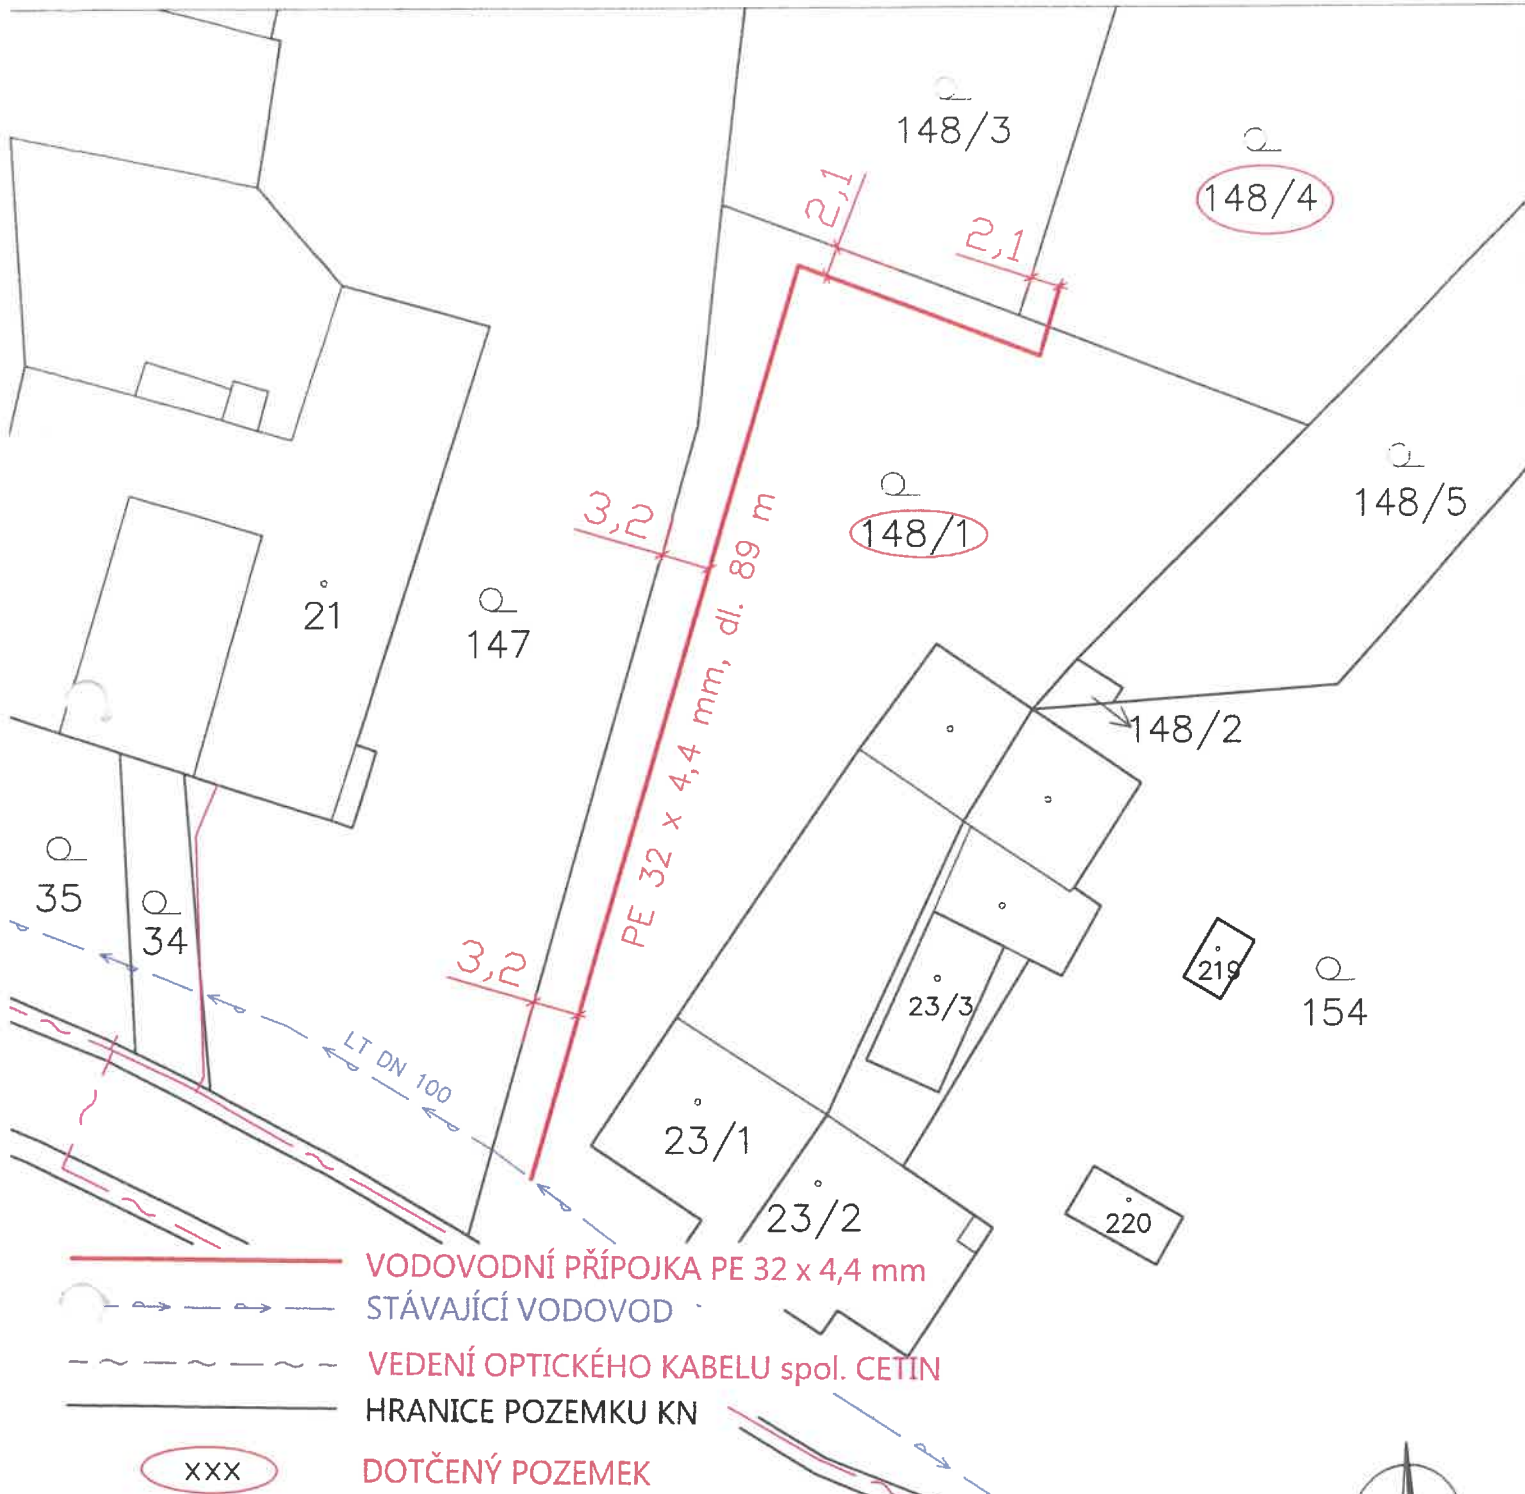 148/3
148/4
2,1
2,1
148/5
3,2
148/1
PE 32 x 4,4 mm, dl. 89 m
21
147
148/2
35
34
3,2
219
154
23/3
LT DN 100
23/1
23/2
220
VODOVODNÍ PŘÍPOJKA PE 32 x 4,4 mm
STÁVAJÍCÍ VODOVOD
VEDENÍ OPTICKÉHO KABELU spol. CETIN
HRANICE POZEMKU KN
xxx DOTČENÝ POZEMEK